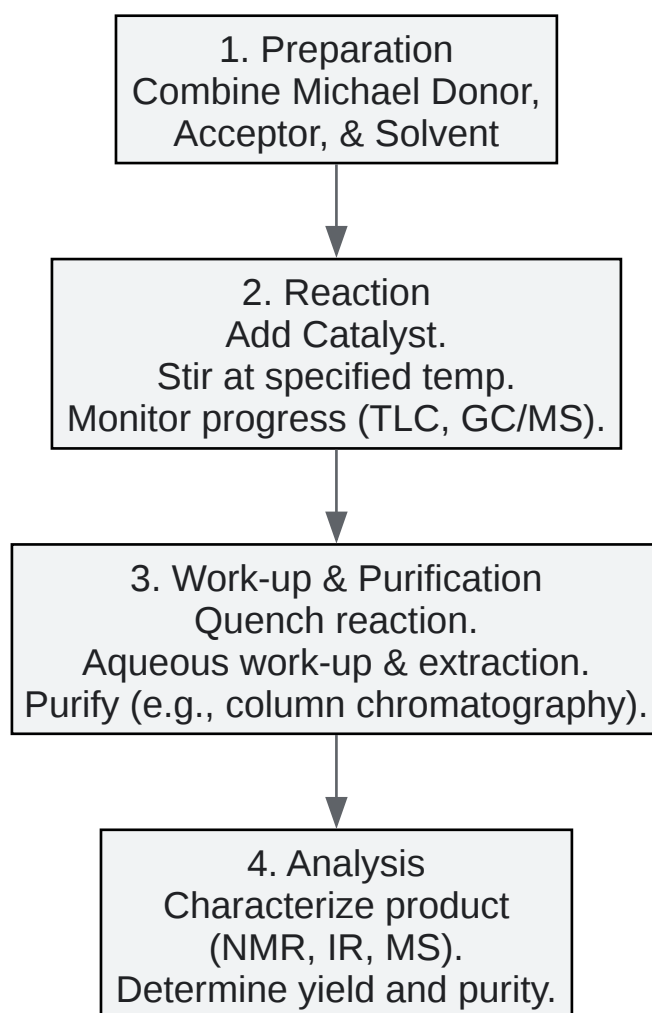 1. Preparation
Combine Michael Donor,
Acceptor, & Solvent
2. Reaction
Add Catalyst.
Stir at specified temp.
Monitor progress (TLC, GC/MS).
3. Work-up & Purification
Quench reaction.
Aqueous work-up & extraction.
Purify (e.g., column chromatography).
4. Analysis
Characterize product
(NMR, IR, MS).
Determine yield and purity.